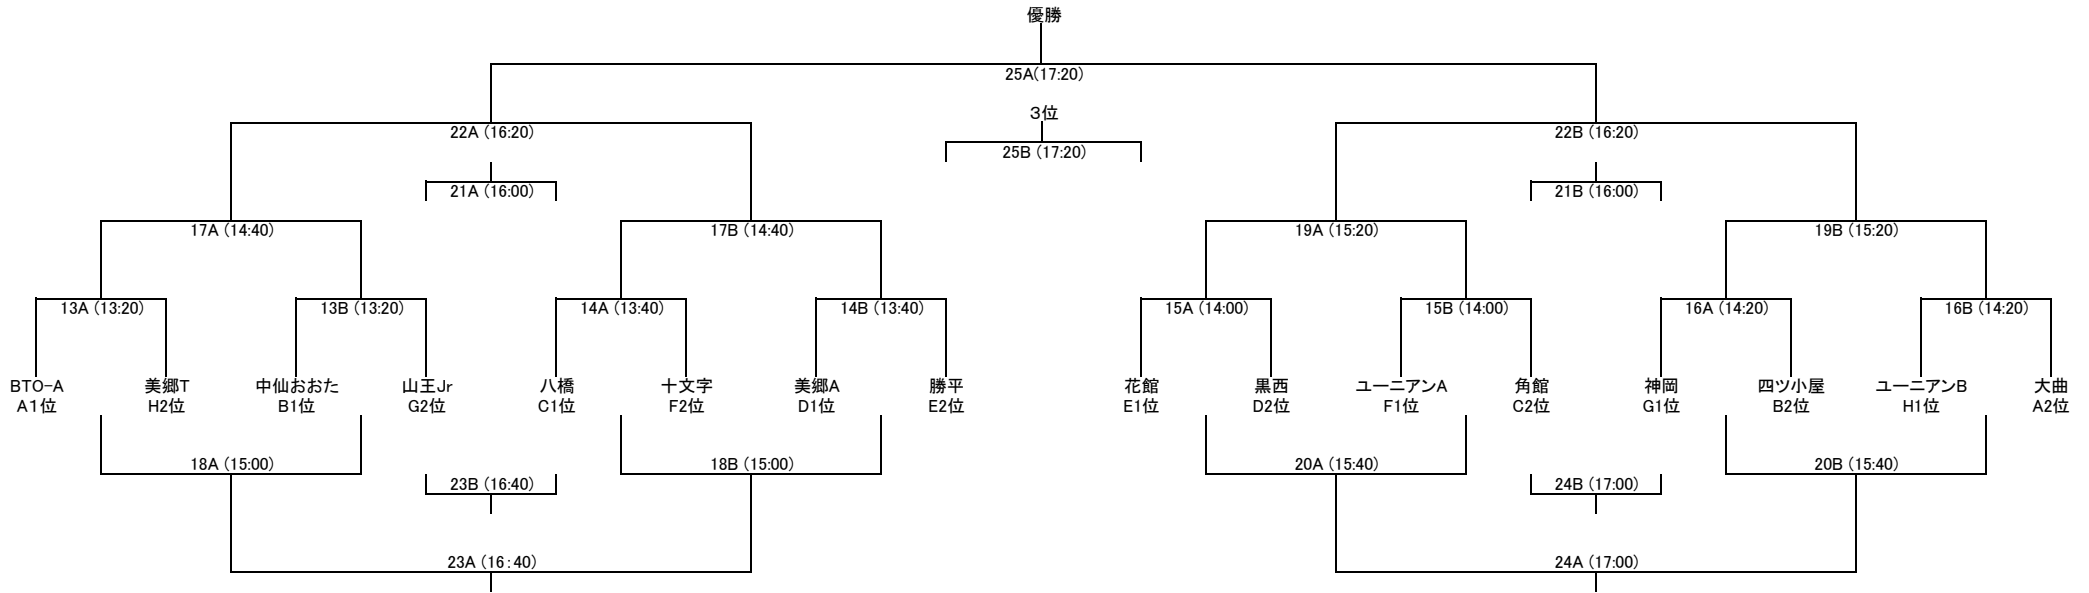 優勝
25A(17:20)
3位
22A (16:20)
25B (17:20)
22B (16:20)
21A (16:00)
21B (16:00)
17A (14:40)
17B (14:40)
19A (15:20)
19B (15:20)
13A (13:20)
13B (13:20)
14A (13:40)
14B (13:40)
15A (14:00)
15B (14:00)
16A (14:20)
16B (14:20)
BTO-A 美郷T 中仙おおた 山王Jr 八橋 十文字 美郷A 勝平 花館 黒西 ユーニアンA 角館 神岡 四ツ小屋 ユーニアンB 大曲
A1位 H2位 B1位 G2位 C1位 F2位 D1位 E2位 E1位 D2位 F1位 C2位 G1位 B2位 H1位 A2位
18A (15:00)
18B (15:00)
20A (15:40)
20B (15:40)
23B (16:40)
24B (17:00)
23A (16:40)
24A (17:00)